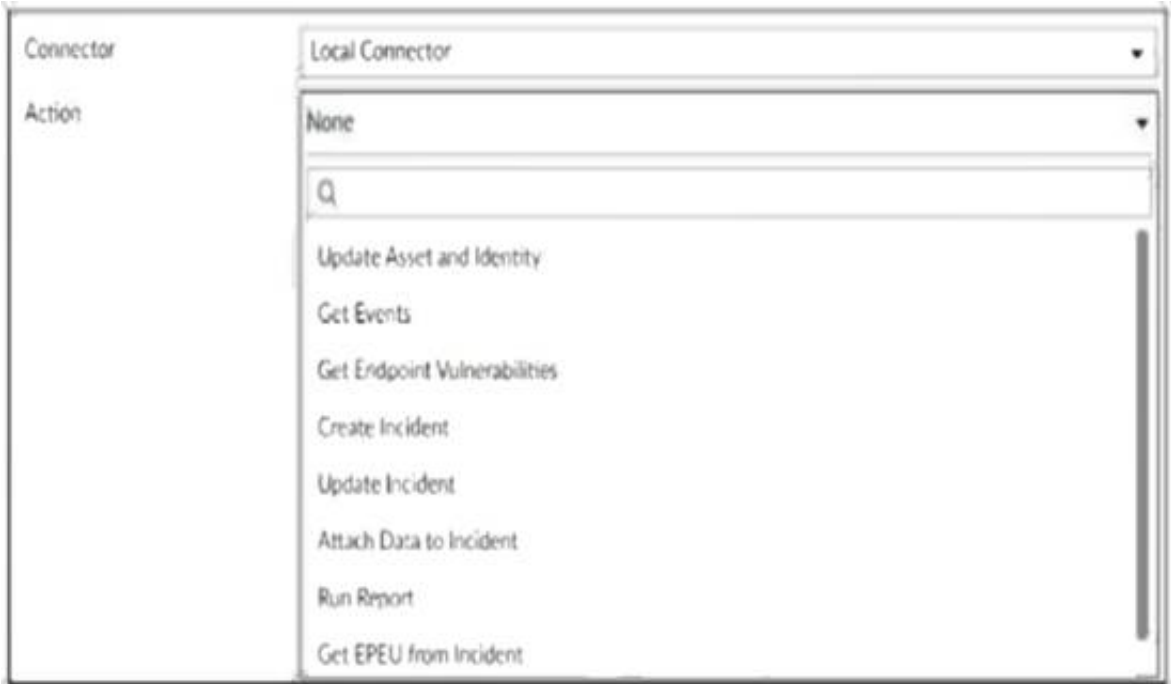 Connector
Local Connector
Action
None
Update Asset and Identity
Get Events
Get Endpoint Vulnerabilities
Create Incident
Update Incident
Attach Data to Incident
Run Report
Get EPEU from Incident